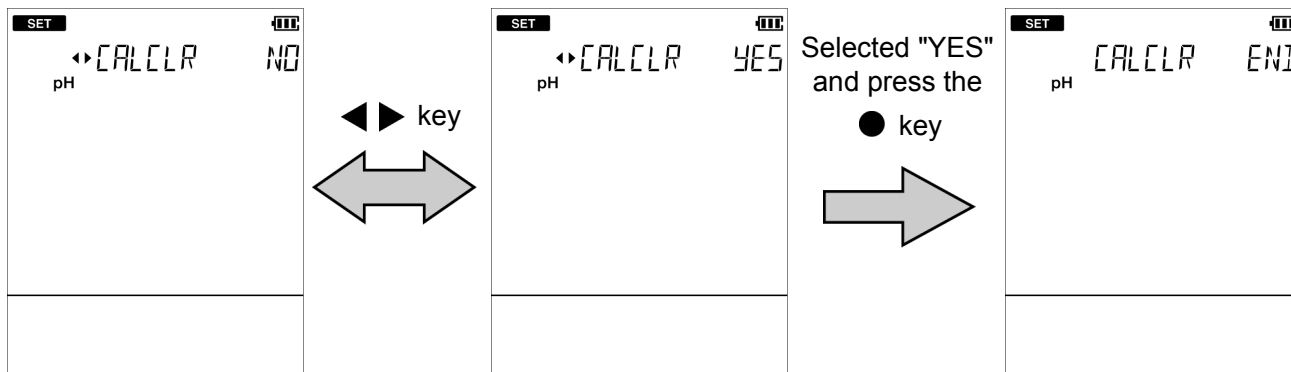 SET
◂▸CALCLR NO
pH
◀ ▶ key
SET
◂▸CALCLR YES
pH
Selected "YES"
and press the
● key
SET
CALCLR
pH